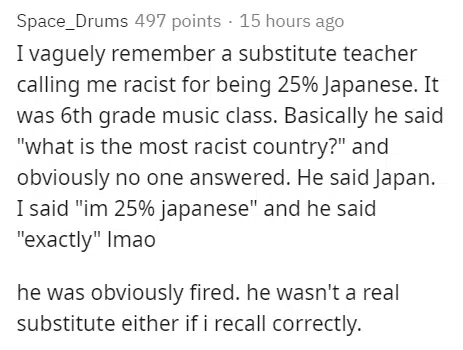 Space_Drums 497 points · 15 hours ago
I vaguely remember a substitute teacher
calling me racist for being 25% Japanese. It
was 6th grade music class. Basically he said
"what is the most racist country?" and
obviously no one answered. He said Japan.
I said "im 25% japanese" and he said
"exactly" lmao
he was obviously fired. he wasn't a real
substitute either if i recall correctly.